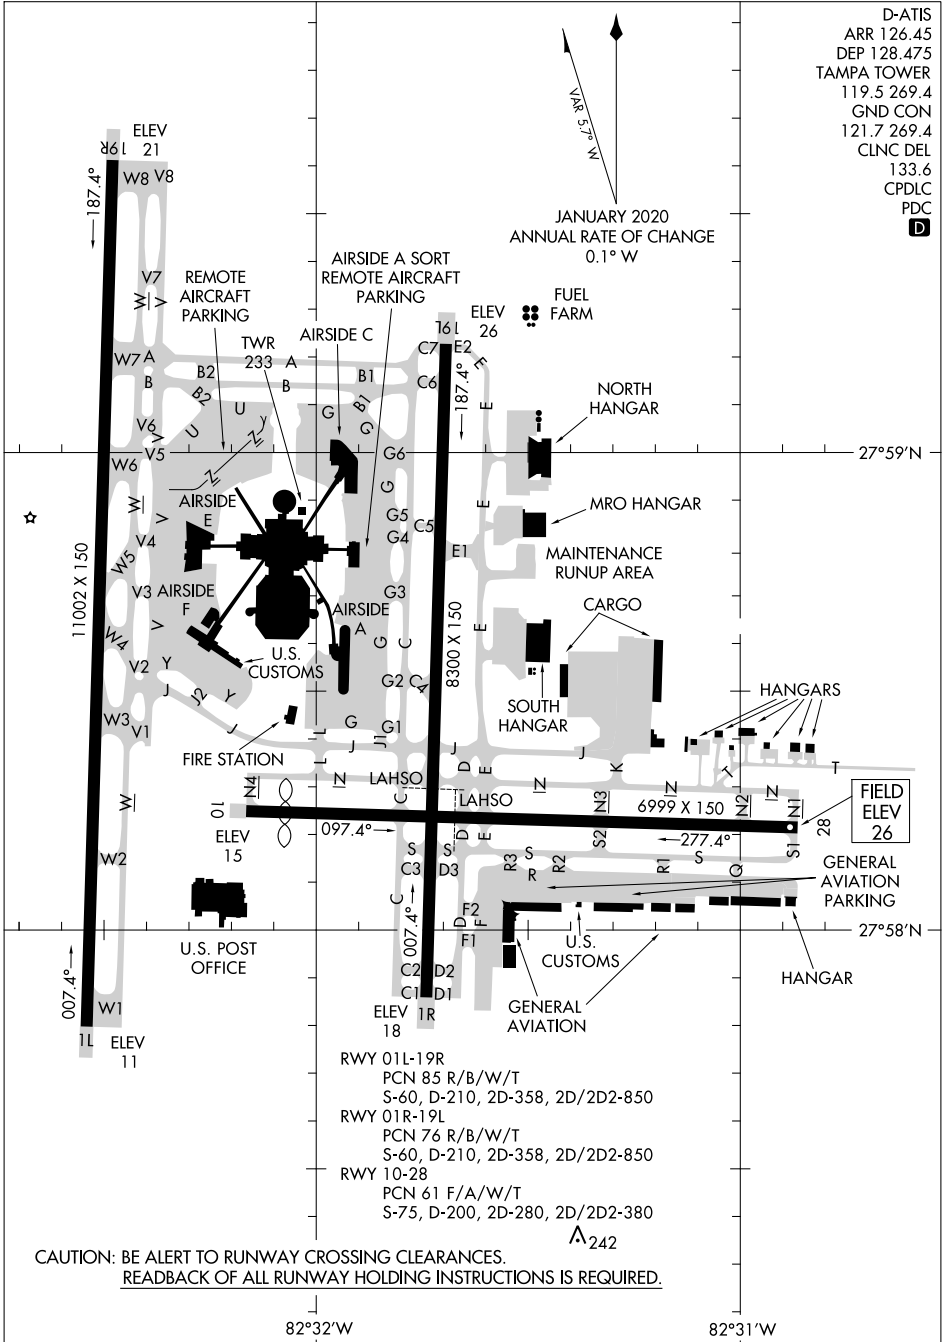 D-ATIS
ARR 126.45
DEP 128.475
TAMPA TOWER
119.5 269.4
GND CON
121.7 269.4
CLNC DEL
133.6
CPDLC
PDC
D
VAR 5.7° W
JANUARY 2020
ANNUAL RATE OF CHANGE
0.1° W
19R
ELEV
21
W8 V8
187.4°
V7
W
V
REMOTE
AIRCRAFT
PARKING
AIRSIDE A SORT
REMOTE AIRCRAFT
PARKING
AIRSIDE C
TWR
233
19L
ELEV
26
FUEL
FARM
C7 E2
E
W7 A
A
B
B2
B
B1
C6
187.4°
E
B2
B1
U
G
NORTH
HANGAR
V6
V
U
Y
G
V5
Z
G6
27°59'N
W6
Z
G
W
AIRSIDE
E
E
MRO HANGAR
V
G5
C5
V4
G4
E1
MAINTENANCE
RUNUP AREA
W5
11002 X 150
V3
AIRSIDE
F
G3
CARGO
V
AIRSIDE
A
8300 X 150
E
W4
G
C
U.S.
CUSTOMS
V2
Y
J
J2
Y
G2
C4
SOUTH
HANGAR
HANGARS
W3
V1
J
FIRE STATION
L
G
G1
J
J1
J
J
L
D
E
K
T
T
W
N4
Z
LAHSO
LAHSO
Z
N3
Z
N2
Z
N1
6999 X 150
FIELD
ELEV
26
10
C
097.4°
D
E
S2
277.4°
S1
28
ELEV
15
W2
S
S
S
S
C3
D3
R3
R
R2
R1
Q
GENERAL
AVIATION
PARKING
C
007.4°
D
F2
F
F1
27°58'N
U.S. POST
OFFICE
U.S.
CUSTOMS
HANGAR
007.4°
C2
D2
W1
C1
D1
GENERAL
AVIATION
1L
ELEV
11
ELEV
18
1R
RWY 01L-19R
PCN 85 R/B/W/T
S-60, D-210, 2D-358, 2D/2D2-850
RWY 01R-19L
PCN 76 R/B/W/T
S-60, D-210, 2D-358, 2D/2D2-850
RWY 10-28
PCN 61 F/A/W/T
S-75, D-200, 2D-280, 2D/2D2-380
242
CAUTION: BE ALERT TO RUNWAY CROSSING CLEARANCES.
READBACK OF ALL RUNWAY HOLDING INSTRUCTIONS IS REQUIRED.
82°32'W
82°31'W